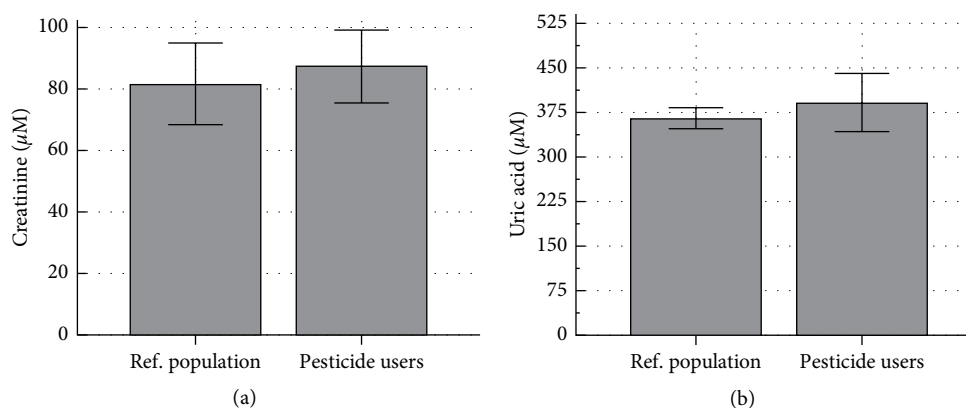 100
80
60
40
20
0
Creatinine (μM)
Ref. population
Pesticide users
(a)
525
450
375
300
225
150
75
0
Uric acid (μM)
Ref. population
Pesticide users
(b)